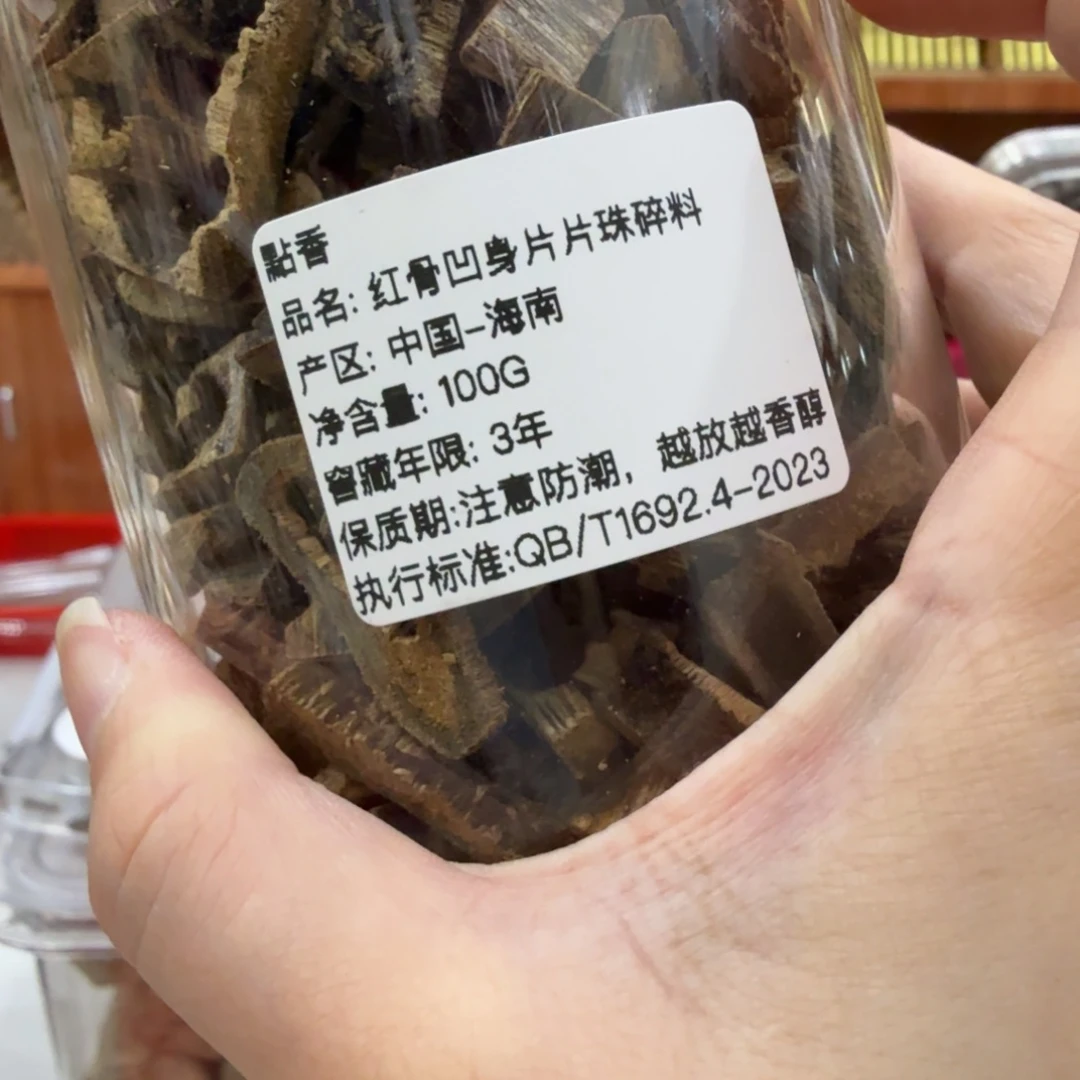 點香
品名: 红骨凹身片片珠碎料
产区: 中国-海南
净含量: 100G
窖藏年限: 3年
保质期:注意防潮，越放越香醇
执行标准:QB/T1692.4-2023